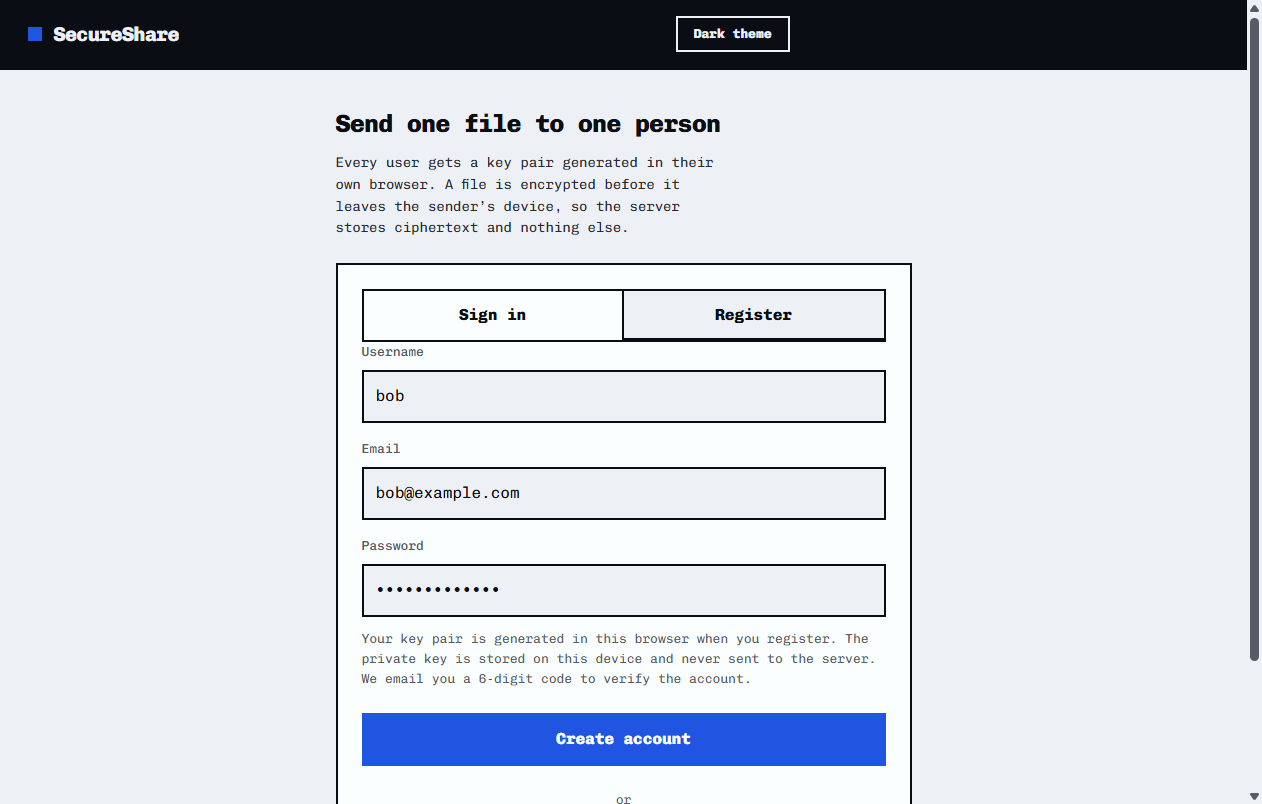 SecureShare
Dark theme
Send one file to one person
Every user gets a key pair generated in their
own browser. A file is encrypted before it
leaves the sender's device, so the server
stores ciphertext and nothing else.
Sign in
Register
Username
bob
Email
bob@example.com
Password
•••••••••••••
Your key pair is generated in this browser when you register. The
private key is stored on this device and never sent to the server.
We email you a 6-digit code to verify the account.
Create account
or